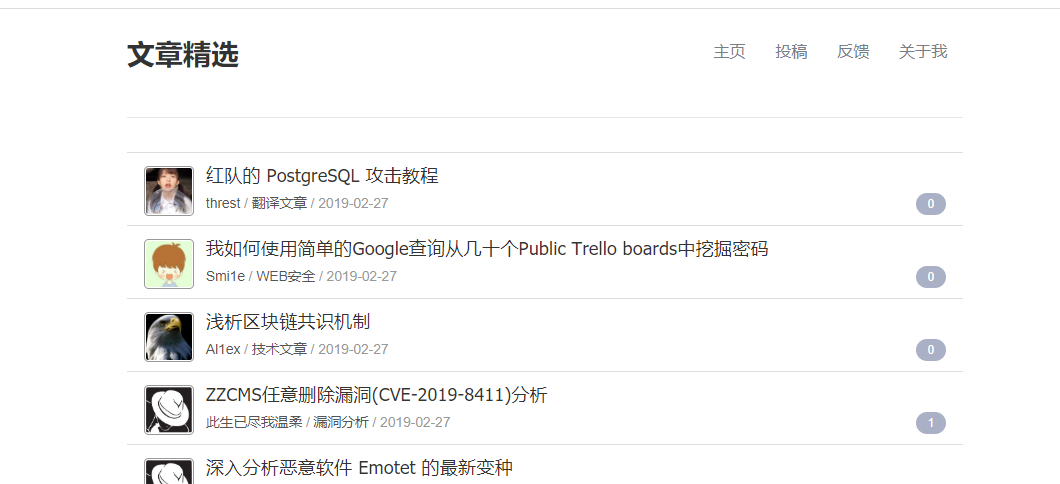 文章精选
主页 投稿 反馈 关于我
红队的 PostgreSQL 攻击教程
threst / 翻译文章 / 2019-02-27
0
我如何使用简单的Google查询从几十个Public Trello boards中挖掘密码
Smi1e / WEB安全 / 2019-02-27
0
浅析区块链共识机制
Al1ex / 技术文章 / 2019-02-27
0
ZZCMS任意删除漏洞(CVE-2019-8411)分析
此生已尽我温柔 / 漏洞分析 / 2019-02-27
1
深入分析恶意软件 Emotet 的最新变种